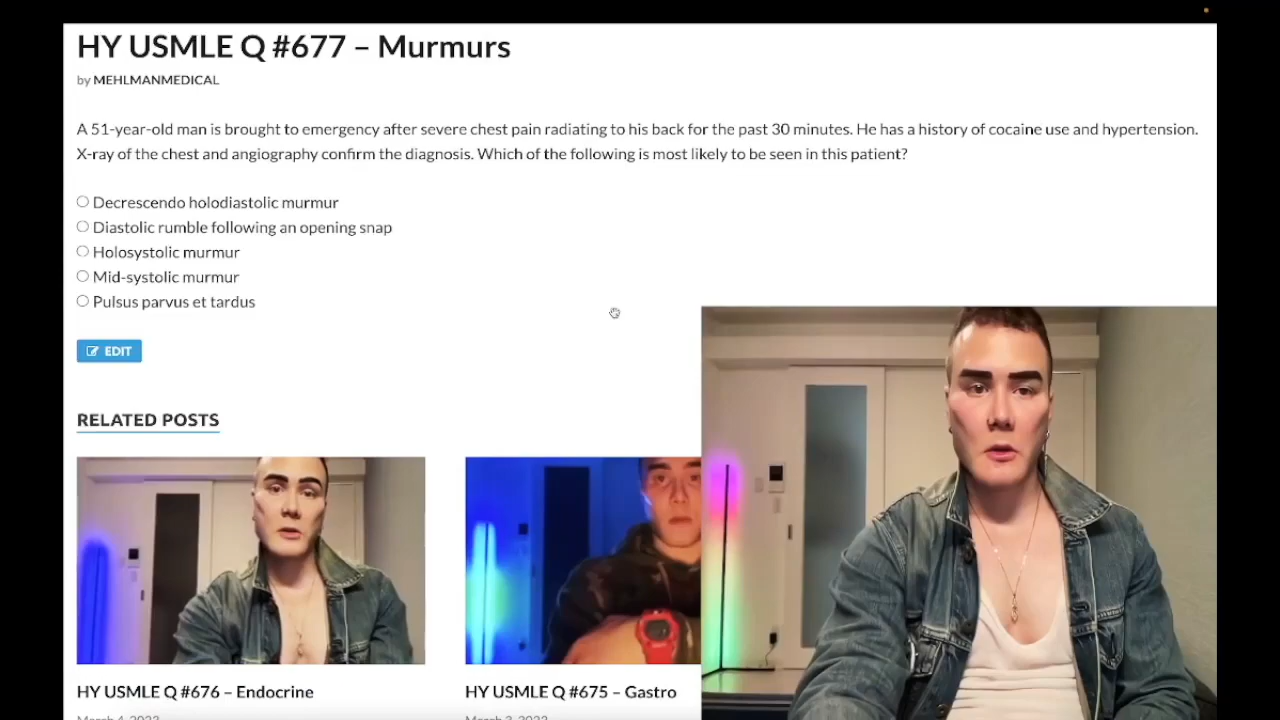 HY USMLE Q #677 – Murmurs
by MEHLMANMEDICAL
A 51-year-old man is brought to emergency after severe chest pain radiating to his back for the past 30 minutes. He has a history of cocaine use and hypertension.
X-ray of the chest and angiography confirm the diagnosis. Which of the following is most likely to be seen in this patient?
Decrescendo holodiastolic murmur
Diastolic rumble following an opening snap
Holosystolic murmur
Mid-systolic murmur
Pulsus parvus et tardus
EDIT
RELATED POSTS
HY USMLE Q #676 – Endocrine
HY USMLE Q #675 – Gastro